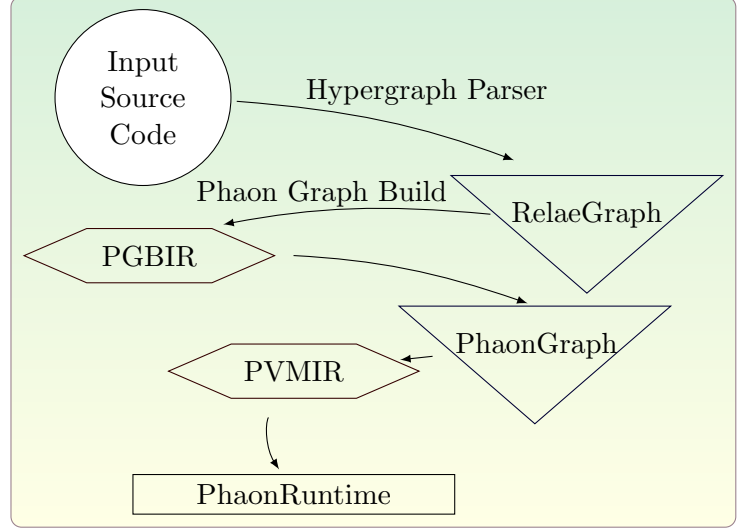 Input
Source
Code
Hypergraph Parser
Phaon Graph Build
RelaeGraph
PGBIR
PhaonGraph
PVMIR
PhaonRuntime